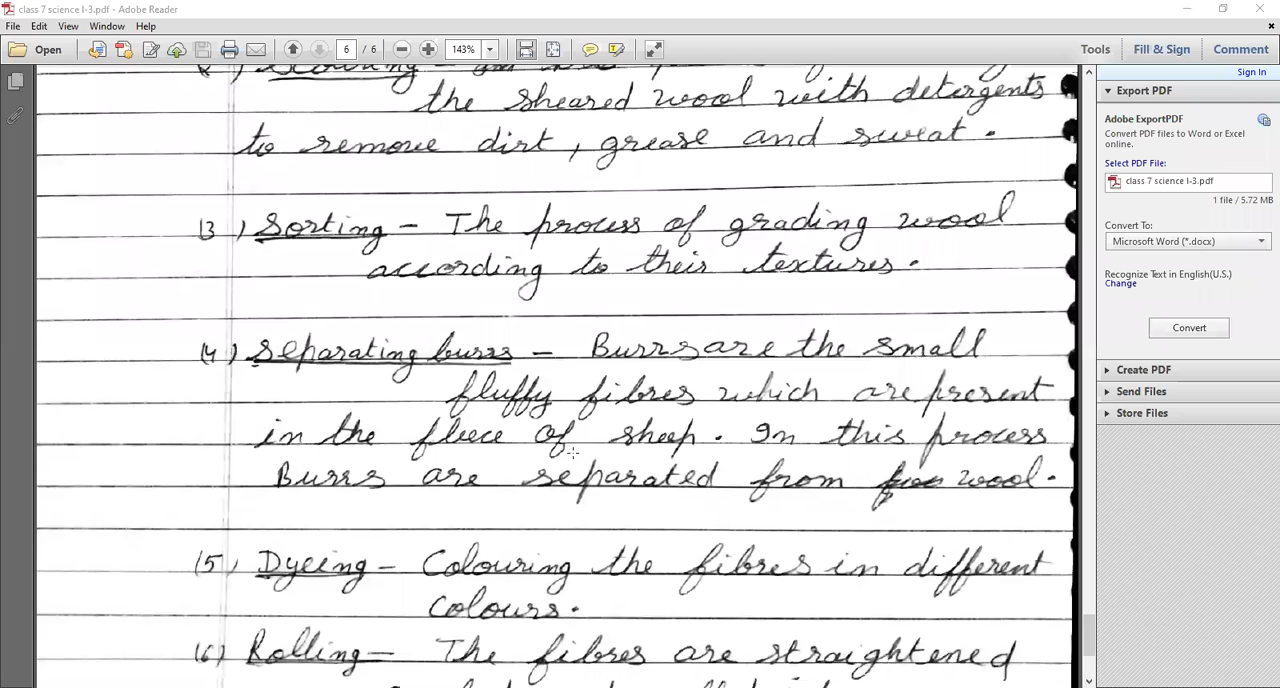 class 7 science I-3.pdf - Adobe Reader
File Edit View Window Help
Open 6 / 6 143% Tools Fill & Sign Comment
Sign In
Export PDF
Adobe ExportPDF
Convert PDF files to Word or Excel
online.
Select PDF File:
class 7 science I-3.pdf
1 file / 5.72 MB
Convert To:
Microsoft Word (*.docx)
Recognize Text in English(U.S.)
Change
Convert
Create PDF
Send Files
Store Files
Scouring -
the sheared wool with detergents
to remove dirt, grease and sweat.
(3) Sorting - The process of grading wool
according to their textures.
(4) Separating burrs - Burrs are the small
fluffy fibres which are present
in the fleece of sheep. In this process
Burrs are separated from wool.
(5) Dyeing - Colouring the fibres in different
colours.
(6) Rolling - The fibres are straightened